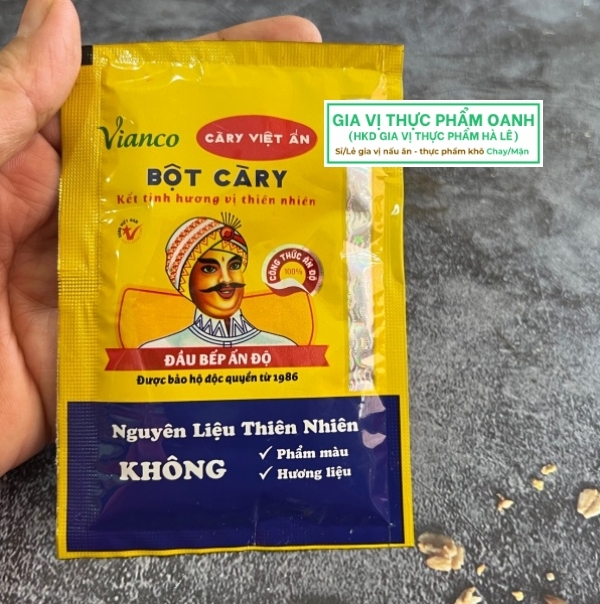 GIA VỊ THỰC PHẨM OANH
(HKD GIA VỊ THỰC PHẨM HÀ LÊ)
Sỉ/Lẻ gia vị nấu ăn - thực phẩm khô Chay/Mặn
Vianco
CÀRY VIỆT ẤN
BỘT CÀRY
Kết tinh hương vị thiên nhiên
CÔNG THỨC ẤN ĐỘ
100%
ĐẦU BẾP ẤN ĐỘ
Được bảo hộ độc quyền từ 1986
Nguyên Liệu Thiên Nhiên
KHÔNG
✓ Phẩm màu
✓ Hương liệu